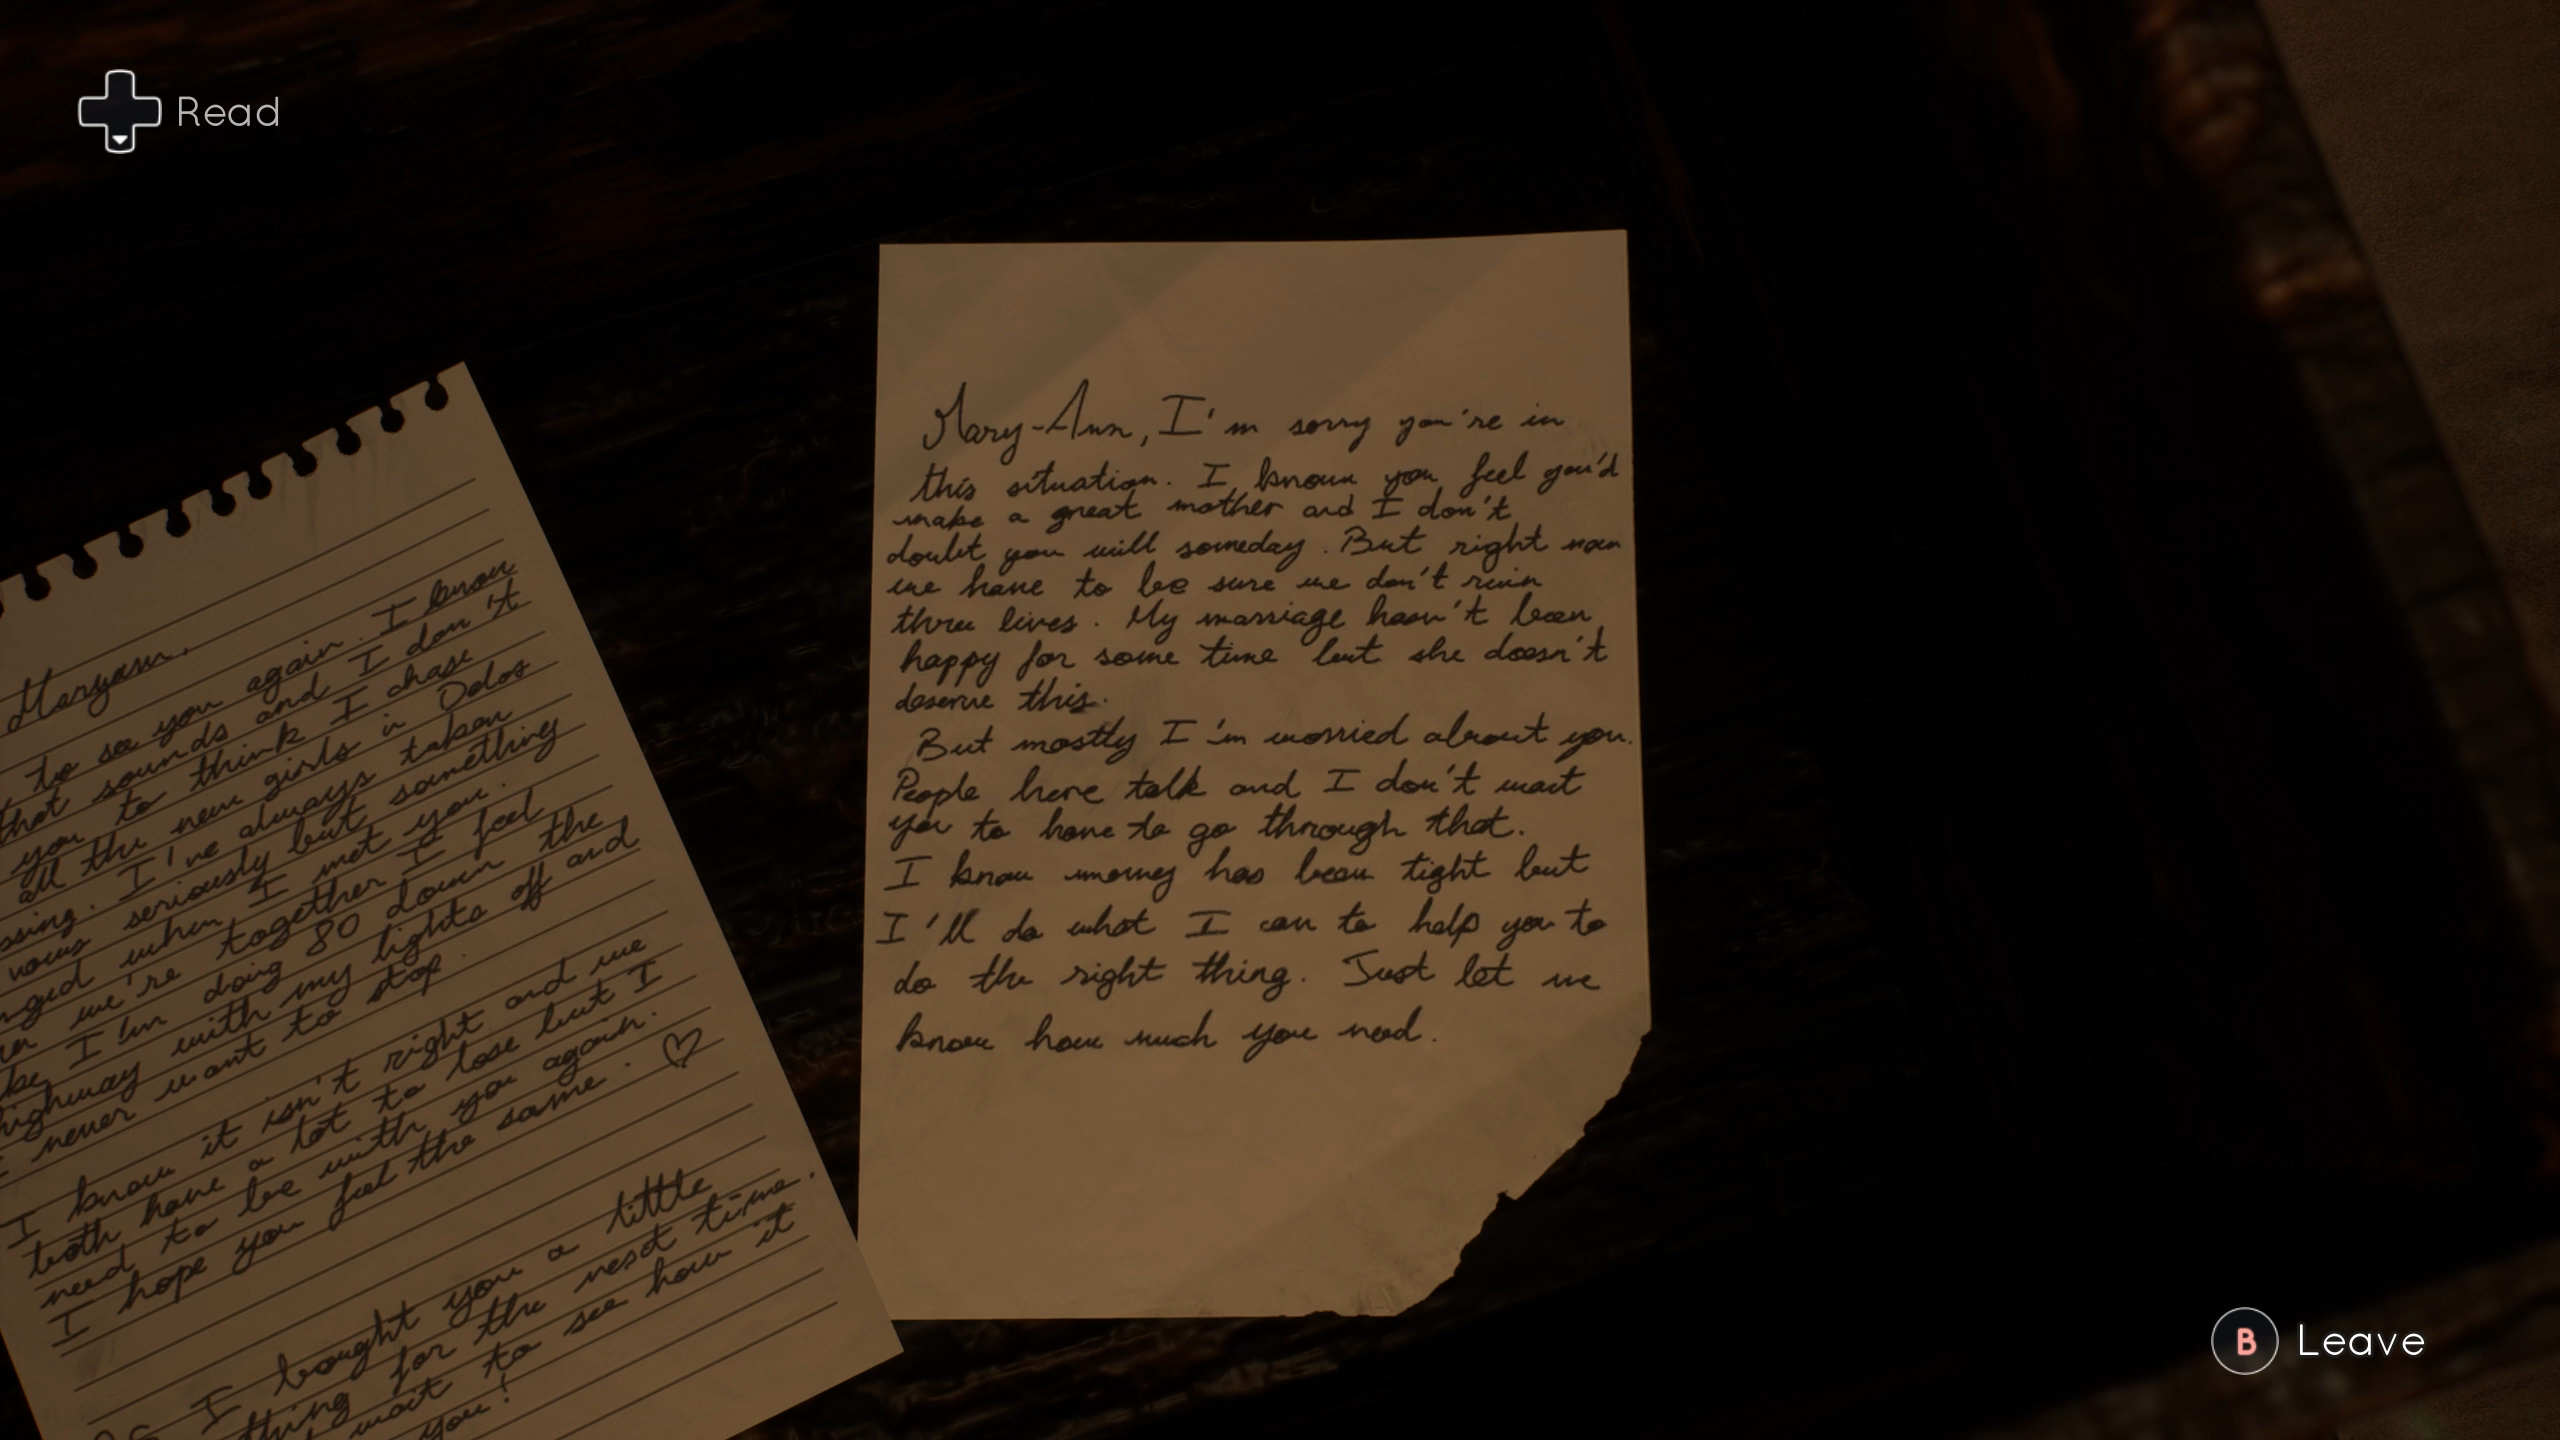 Read
Maryann,
to see you again. I know
that sounds and I don't
you to think I chase
all the new girls in Delos
ssing. I've always taken
vows seriously but something
nged when I met you.
en we're together I feel
ke I'm doing 80 down the
highway with my lights off and
I never want to stop.
I know it isn't right and we
both have a lot to lose but I
need to be with you again.
I hope you feel the same. ♡
I bought you a little
thing for the next time.
wait to see how it
you!
Mary-Ann, I'm sorry you're in
this situation. I know you feel you'd
make a great mother and I don't
doubt you will someday. But right now
we have to be sure we don't ruin
three lives. My marriage hasn't been
happy for some time but she doesn't
deserve this.
But mostly I'm worried about you.
People here talk and I don't want
you to have to go through that.
I know money has been tight but
I'll do what I can to help you to
do the right thing. Just let me
know how much you need.
B Leave